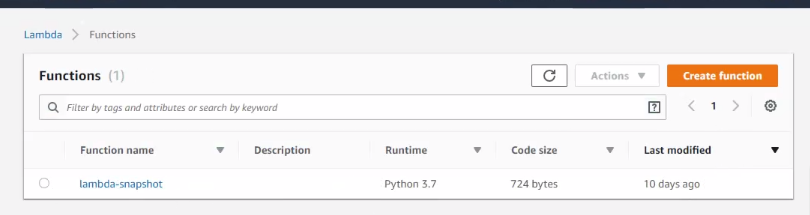 Lambda > Functions
Functions (1)
Actions
Create function
Filter by tags and attributes or search by keyword
?
1
Function name Description Runtime Code size Last modified
lambda-snapshot Python 3.7 724 bytes 10 days ago